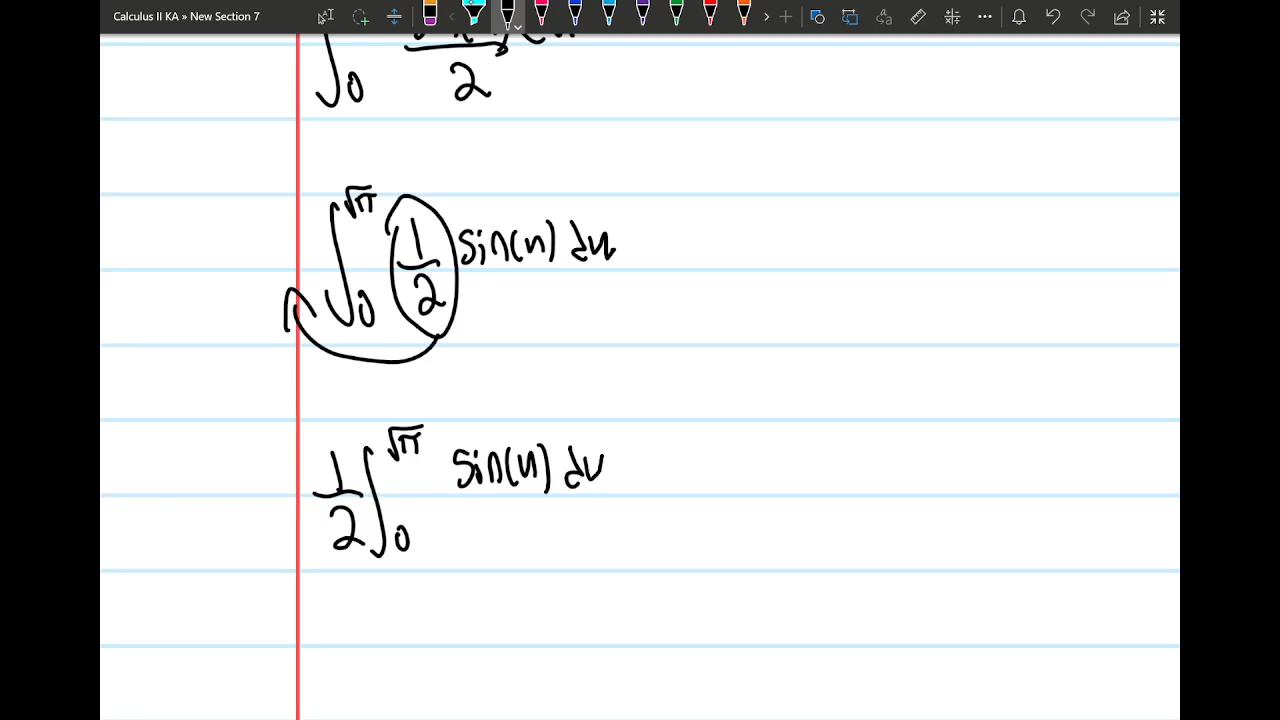 Calculus II KA » New Section 7
∫₀ 2
∫₀^√π 1/2 sin(u) du
1/2 ∫₀^√π sin(u) du